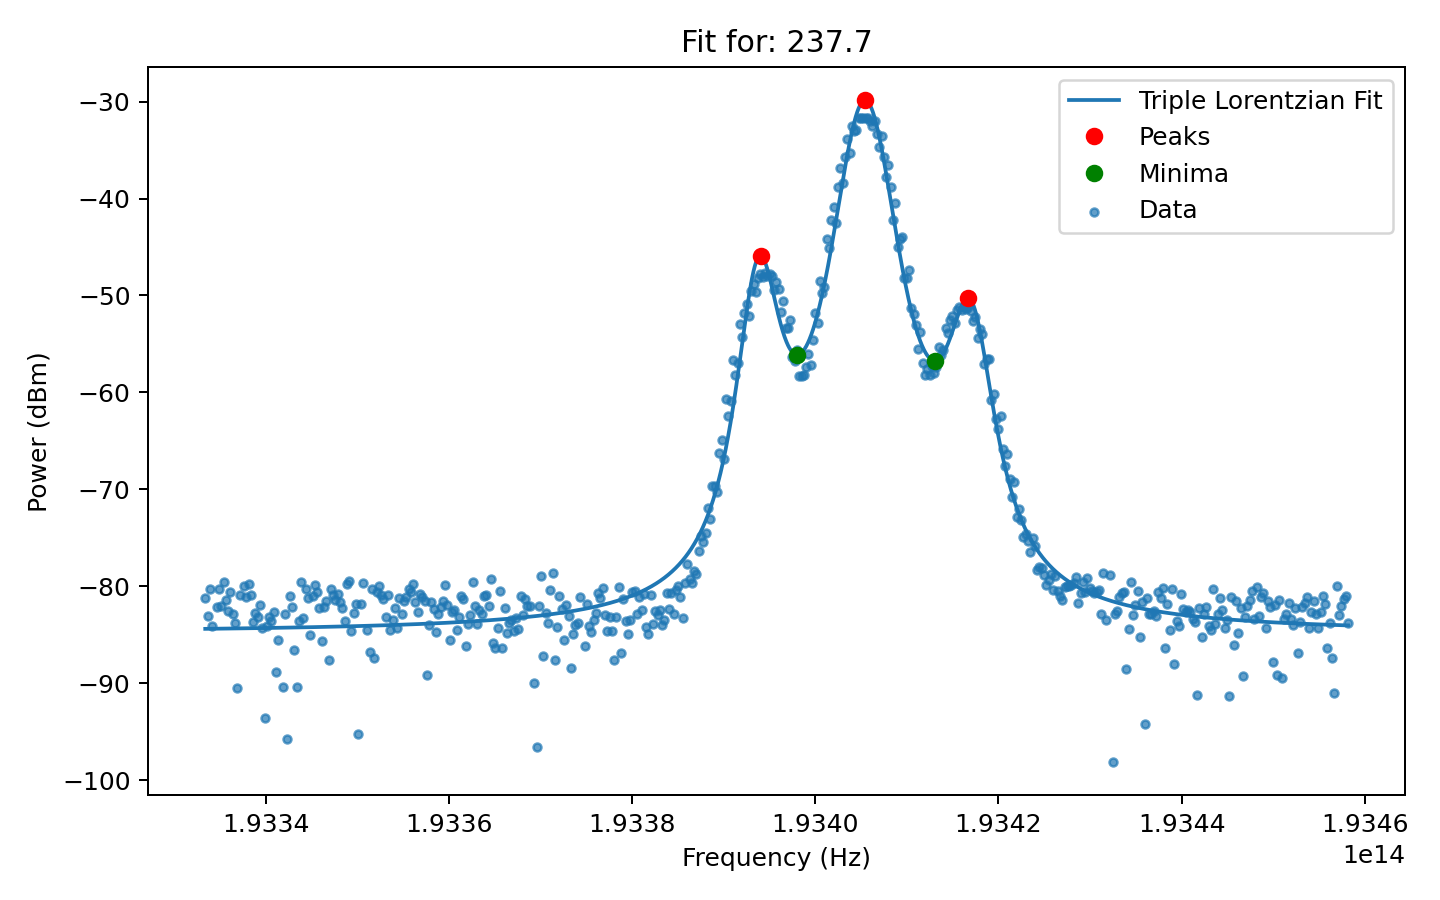 Fit for: 237.7
Triple Lorentzian Fit
Peaks
Minima
Data
Power (dBm)
−30
−40
−50
−60
−70
−80
−90
−100
1.9334 1.9336 1.9338 1.9340 1.9342 1.9344 1.9346
1e14
Frequency (Hz)